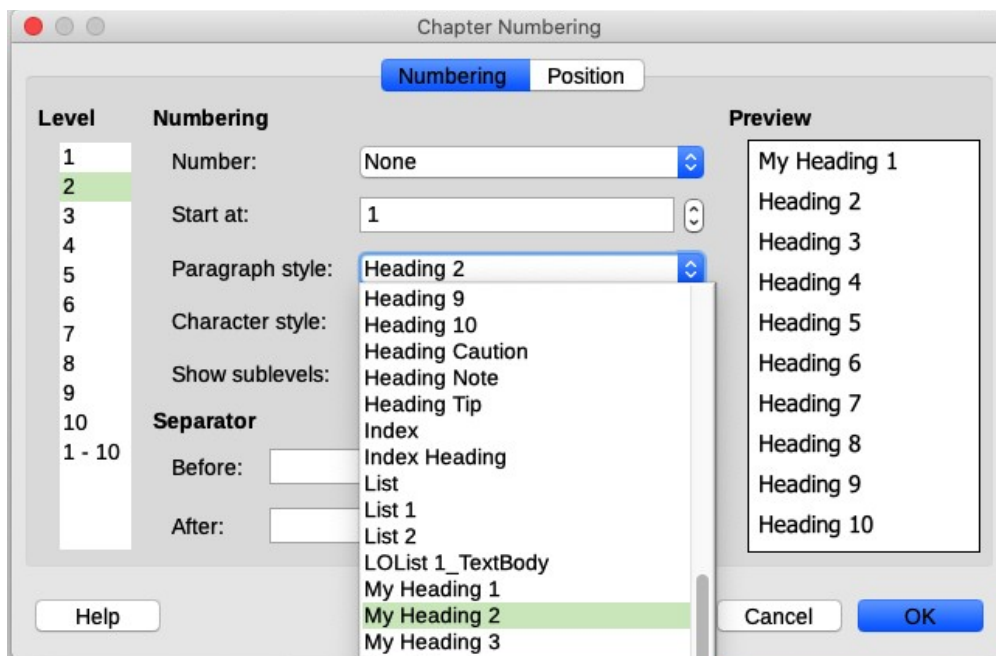 Chapter Numbering
Numbering Position
Level
1
2
3
4
5
6
7
8
9
10
1 - 10
Numbering
Number: None
Start at: 1
Paragraph style: Heading 2
Character style:
Show sublevels:
Separator
Before:
After:
Heading 9
Heading 10
Heading Caution
Heading Note
Heading Tip
Index
Index Heading
List
List 1
List 2
LOList 1_TextBody
My Heading 1
My Heading 2
My Heading 3
Preview
My Heading 1
Heading 2
Heading 3
Heading 4
Heading 5
Heading 6
Heading 7
Heading 8
Heading 9
Heading 10
Help
Cancel
OK